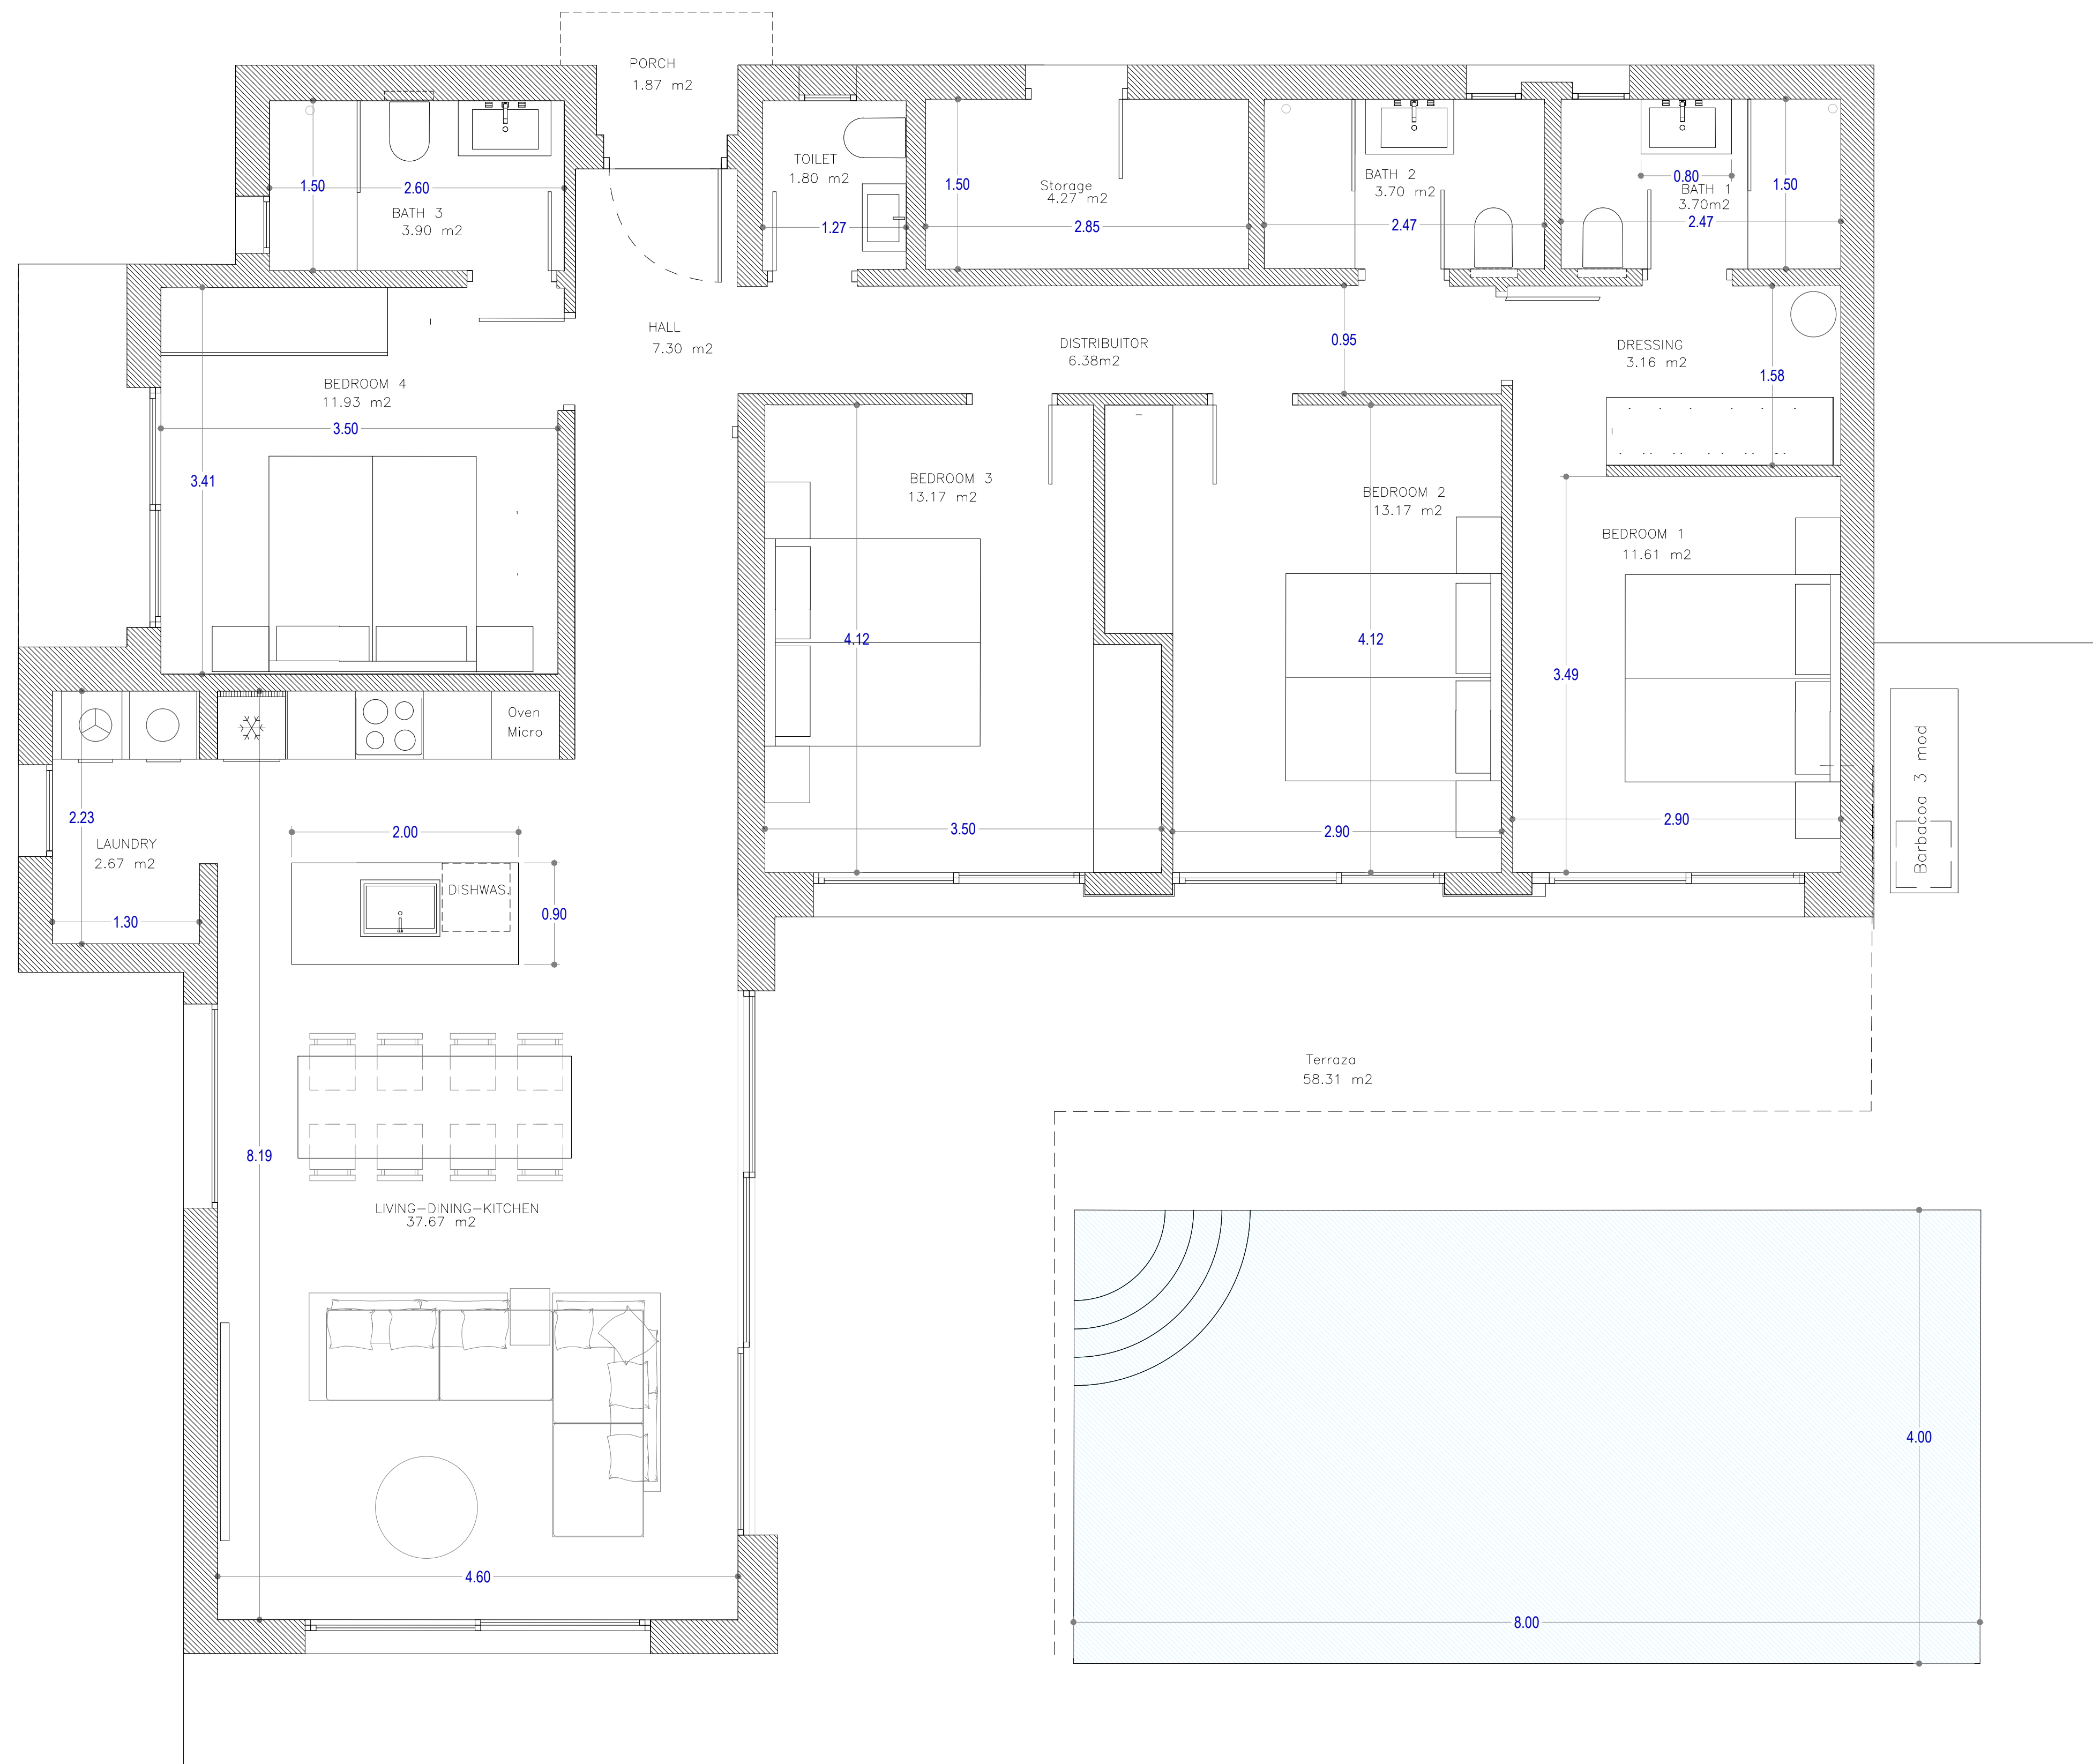 PORCH
1.87 m2
TOILET
1.80 m2
1.27
1.50
2.60
BATH 3
3.90 m2
1.50
Storage
4.27 m2
2.85
BATH 2
3.70 m2
2.47
0.80
BATH 1
3.70m2
2.47
1.50
HALL
7.30 m2
DISTRIBUITOR
6.38m2
0.95
DRESSING
3.16 m2
1.58
BEDROOM 4
11.93 m2
3.50
3.41
BEDROOM 3
13.17 m2
4.12
3.50
BEDROOM 2
13.17 m2
4.12
2.90
BEDROOM 1
11.61 m2
3.49
2.90
Oven
Micro
Barbacoa 3 mod
2.23
LAUNDRY
2.67 m2
1.30
2.00
DISHWAS.
0.90
Terraza
58.31 m2
8.19
LIVING-DINING-KITCHEN
37.67 m2
4.60
4.00
8.00